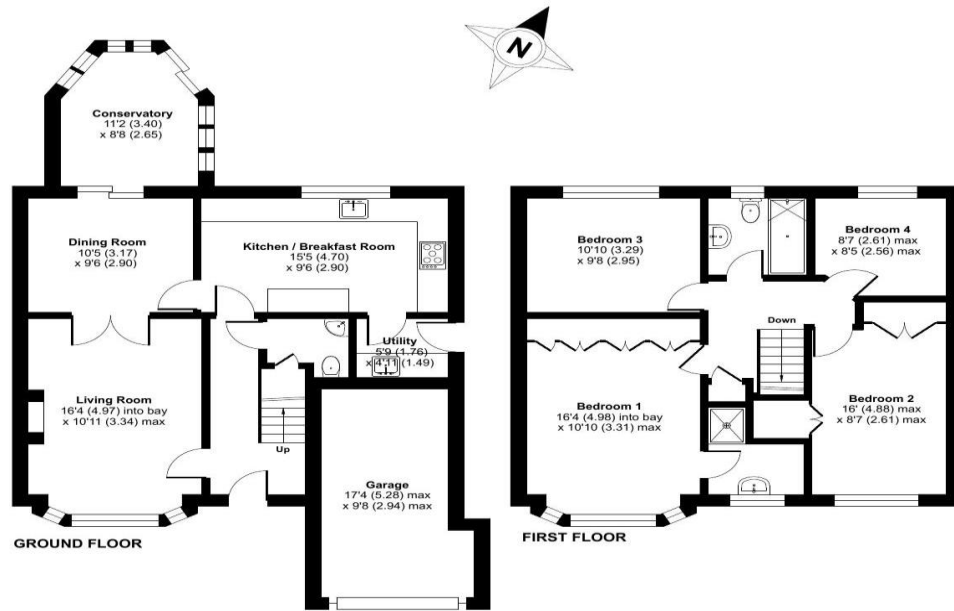 N
Conservatory
11'2 (3.40)
x 8'8 (2.65)
Dining Room
10'5 (3.17)
x 9'6 (2.90)
Kitchen / Breakfast Room
15'5 (4.70)
x 9'6 (2.90)
Utility
5'9 (1.76)
x 4'11 (1.49)
Living Room
16'4 (4.97) into bay
x 10'11 (3.34) max
Up
Garage
17'4 (5.28) max
x 9'8 (2.94) max
GROUND FLOOR
Bedroom 3
10'10 (3.29)
x 9'8 (2.95)
Bedroom 4
8'7 (2.61) max
x 8'5 (2.56) max
Down
Bedroom 1
16'4 (4.98) into bay
x 10'10 (3.31) max
Bedroom 2
16' (4.88) max
x 8'7 (2.61) max
FIRST FLOOR